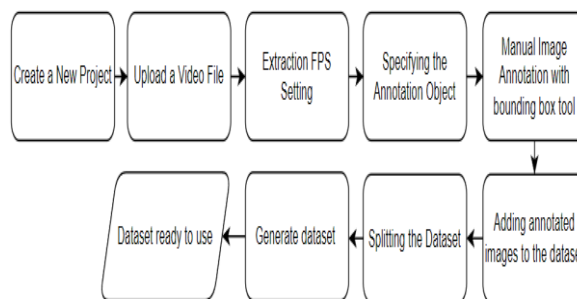 Create a New Project
Upload a Video File
Extraction FPS
Setting
Specifying the
Annotation Object
Manual Image
Annotation with
bounding box tool
Adding annotated
images to the datase
Splitting the Dataset
Generate dataset
Dataset ready to use